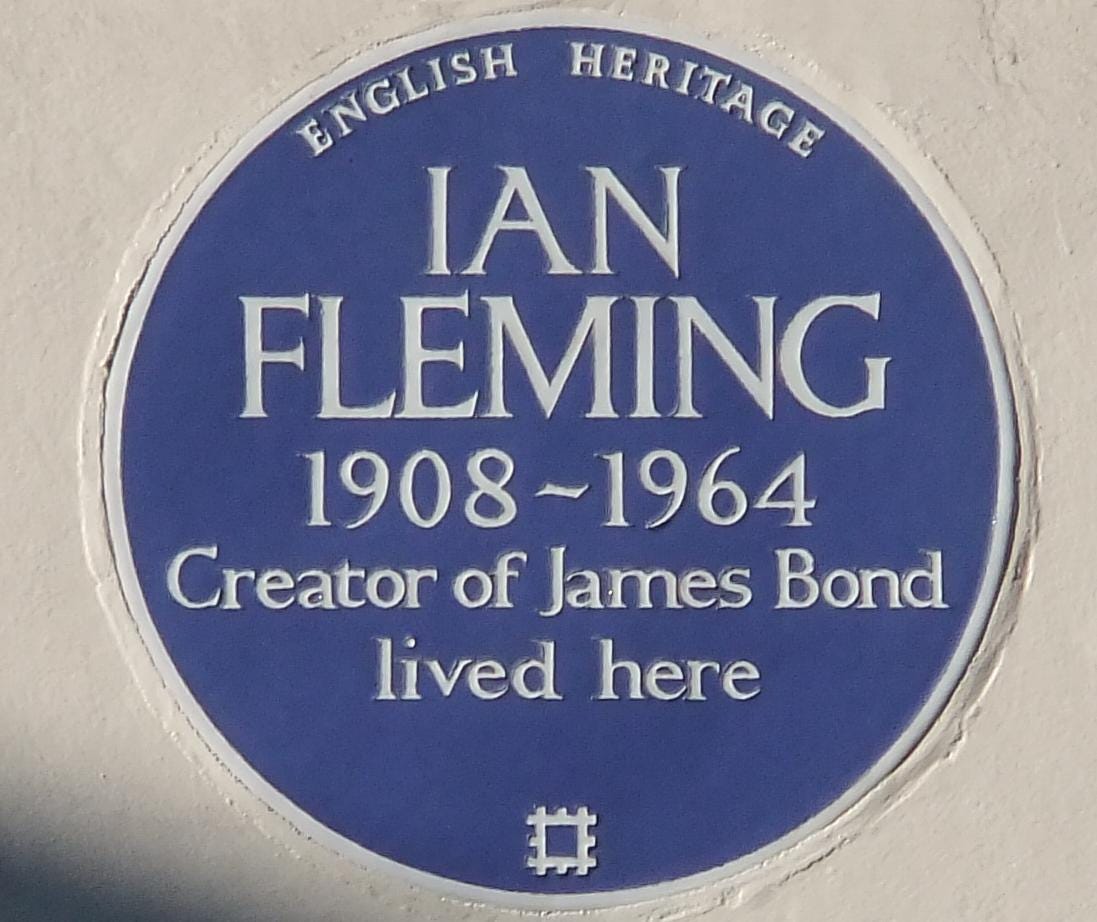 ENGLISH HERITAGE
IAN
FLEMING
1908~1964
Creator of James Bond
lived here